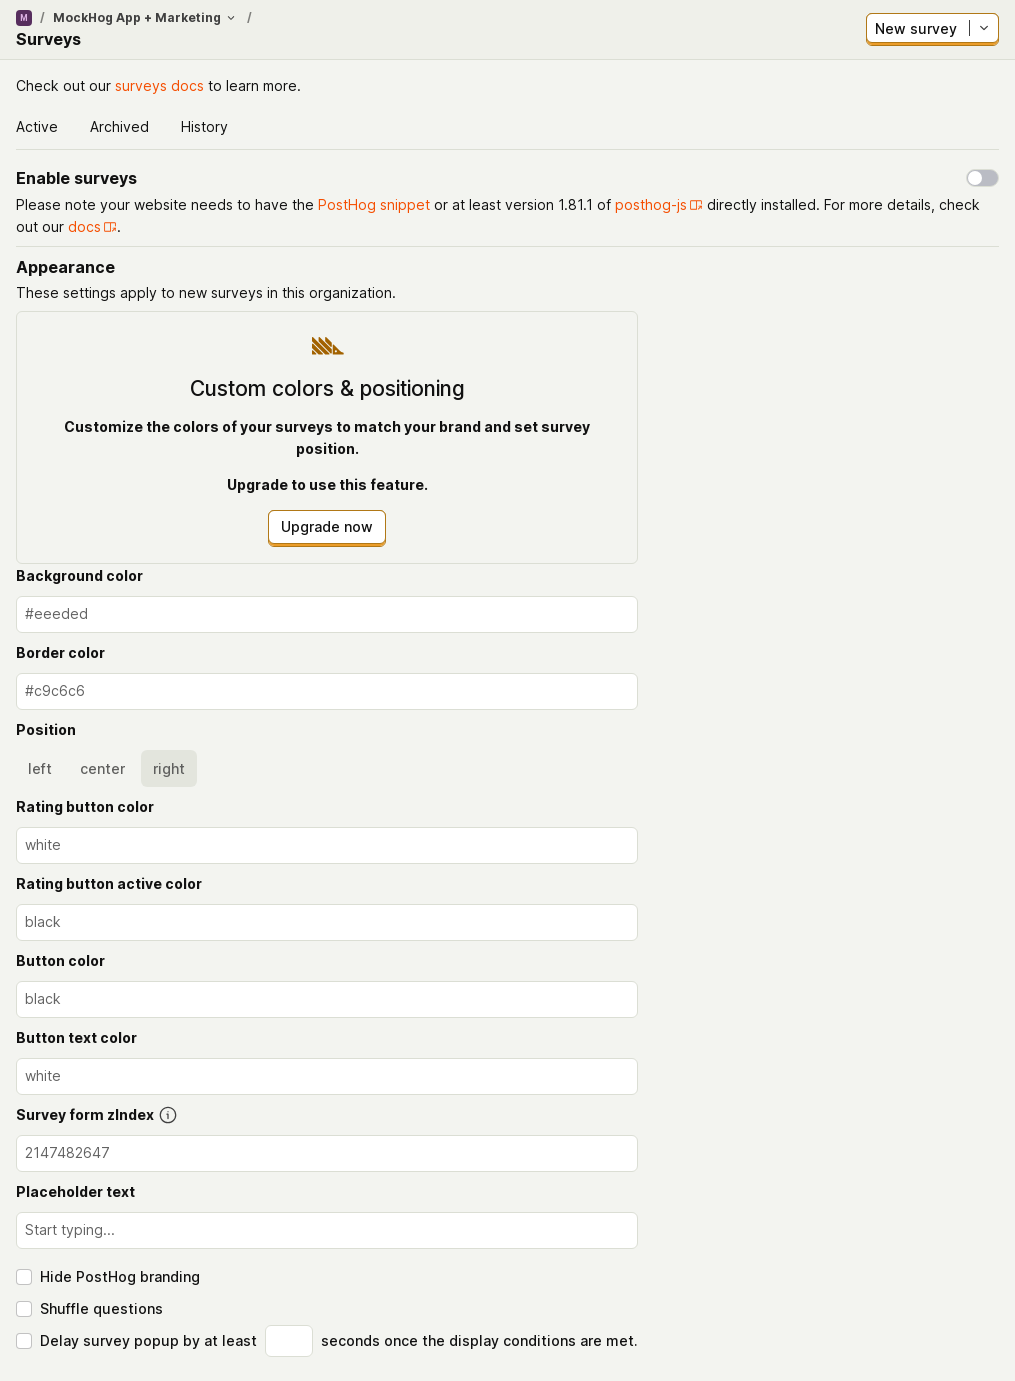 M / MockHog App + Marketing /
Surveys
New survey
Check out our surveys docs to learn more.
Active Archived History
Enable surveys
Please note your website needs to have the PostHog snippet or at least version 1.81.1 of posthog-js directly installed. For more details, check
out our docs.
Appearance
These settings apply to new surveys in this organization.
Custom colors & positioning
Customize the colors of your surveys to match your brand and set survey
position.
Upgrade to use this feature.
Upgrade now
Background color
#eeeded
Border color
#c9c6c6
Position
left center right
Rating button color
white
Rating button active color
black
Button color
black
Button text color
white
Survey form zIndex
2147482647
Placeholder text
Start typing...
Hide PostHog branding
Shuffle questions
Delay survey popup by at least seconds once the display conditions are met.